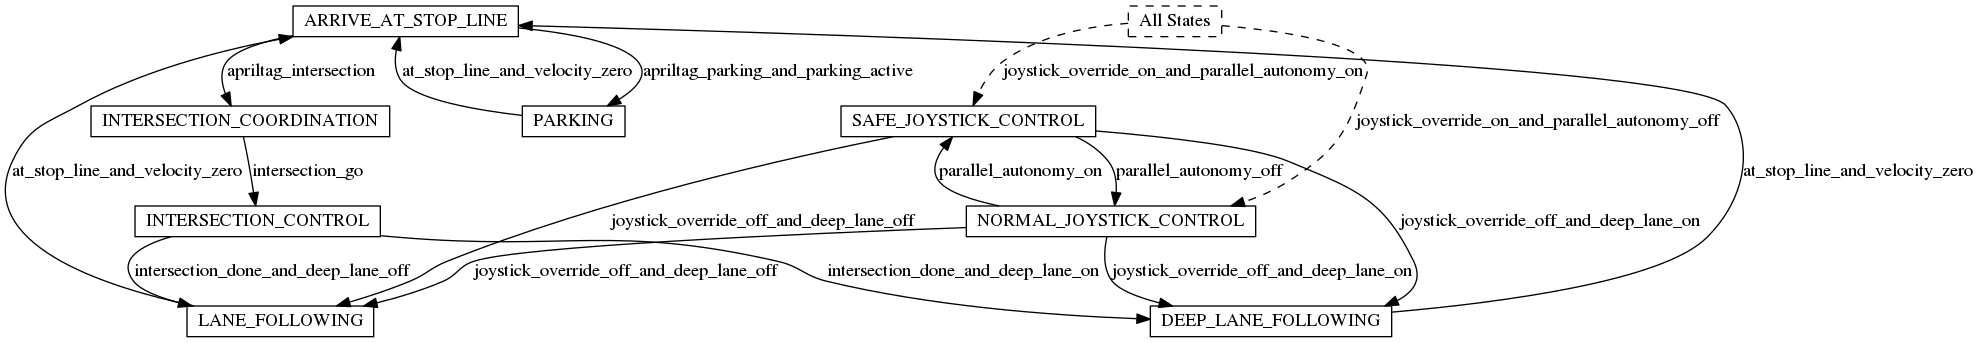 ARRIVE_AT_STOP_LINE
All States
apriltag_intersection
at_stop_line_and_velocity_zero
apriltag_parking_and_parking_active
joystick_override_on_and_parallel_autonomy_on
INTERSECTION_COORDINATION
PARKING
SAFE_JOYSTICK_CONTROL
joystick_override_on_and_parallel_autonomy_off
at_stop_line_and_velocity_zero
intersection_go
parallel_autonomy_on
parallel_autonomy_off
at_stop_line_and_velocity_zero
INTERSECTION_CONTROL
joystick_override_off_and_deep_lane_off
NORMAL_JOYSTICK_CONTROL
joystick_override_off_and_deep_lane_on
intersection_done_and_deep_lane_off
joystick_override_off_and_deep_lane_off
intersection_done_and_deep_lane_on
joystick_override_off_and_deep_lane_on
LANE_FOLLOWING
DEEP_LANE_FOLLOWING